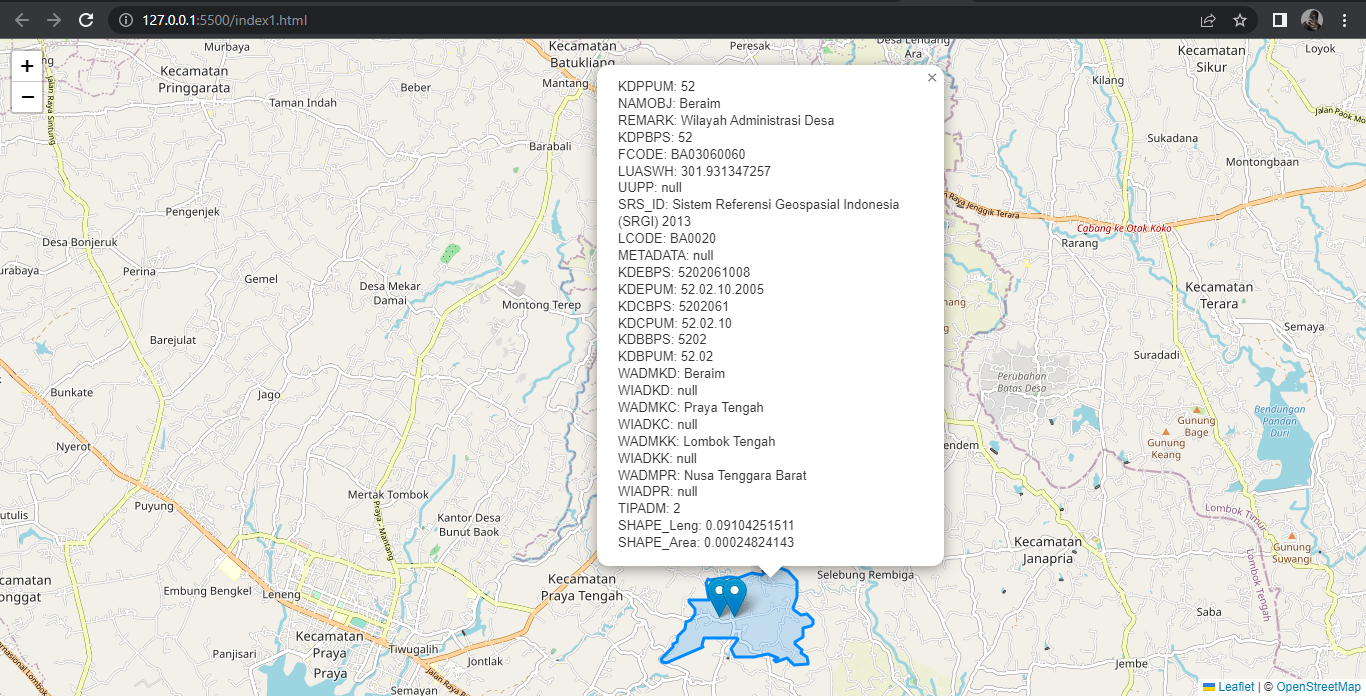 127.0.0.1:5500/index1.html
+
−
×
KDPPUM: 52
NAMOBJ: Beraim
REMARK: Wilayah Administrasi Desa
KDPBPS: 52
FCODE: BA03060060
LUASWH: 301.931347257
UUPP: null
SRS_ID: Sistem Referensi Geospasial Indonesia
(SRGI) 2013
LCODE: BA0020
METADATA: null
KDEBPS: 5202061008
KDEPUM: 52.02.10.2005
KDCBPS: 5202061
KDCPUM: 52.02.10
KDBBPS: 5202
KDBPUM: 52.02
WADMKD: Beraim
WIADKD: null
WADMKC: Praya Tengah
WIADKC: null
WADMKK: Lombok Tengah
WIADKK: null
WADMPR: Nusa Tenggara Barat
WIADPR: null
TIPADM: 2
SHAPE_Leng: 0.09104251511
SHAPE_Area: 0.00024824143
Murbaya
Kecamatan
Pringgarata
Jalan Raya Sintung
Taman Indah
Beber
Kecamatan
Batukliang
Mantang
Peresak
Desa Lendang
Ara
Kecamatan
Sikur
Loyok
Kilang
Jalan Pak Mo
Sukadana
Montongbaan
Barabali
Pengenjek
Desa Bonjeruk
Perina
Gemel
Desa Mekar
Damai
Montong Terep
an Raya Jenggik Terara
Cabang ke Otak Koko
Rarang
Kecamatan
Terara
Semaya
Suradadi
Barejulat
Bunkate
Jago
Nyerot
Perubahan
Batas Desa
Bendungan
Pandan
Duri
Gunung
Bage
Gunung
Keang
endem
Mertak Tombok
Puyung
Praya - Mantang
Kantor Desa
Bunut Baok
Lombok Timur
Lombok Tengah
Kecamatan
Janapria
Gunung
Suwangi
Embung Bengkel
Leneng
Kecamatan
Praya Tengah
Selebung Rembiga
Saba
Kecamatan
Praya
Panjisari
Tiwugalih
Jontlak
Jembe
Semayan
Jalan Raya
Leaflet | © OpenStreetMap